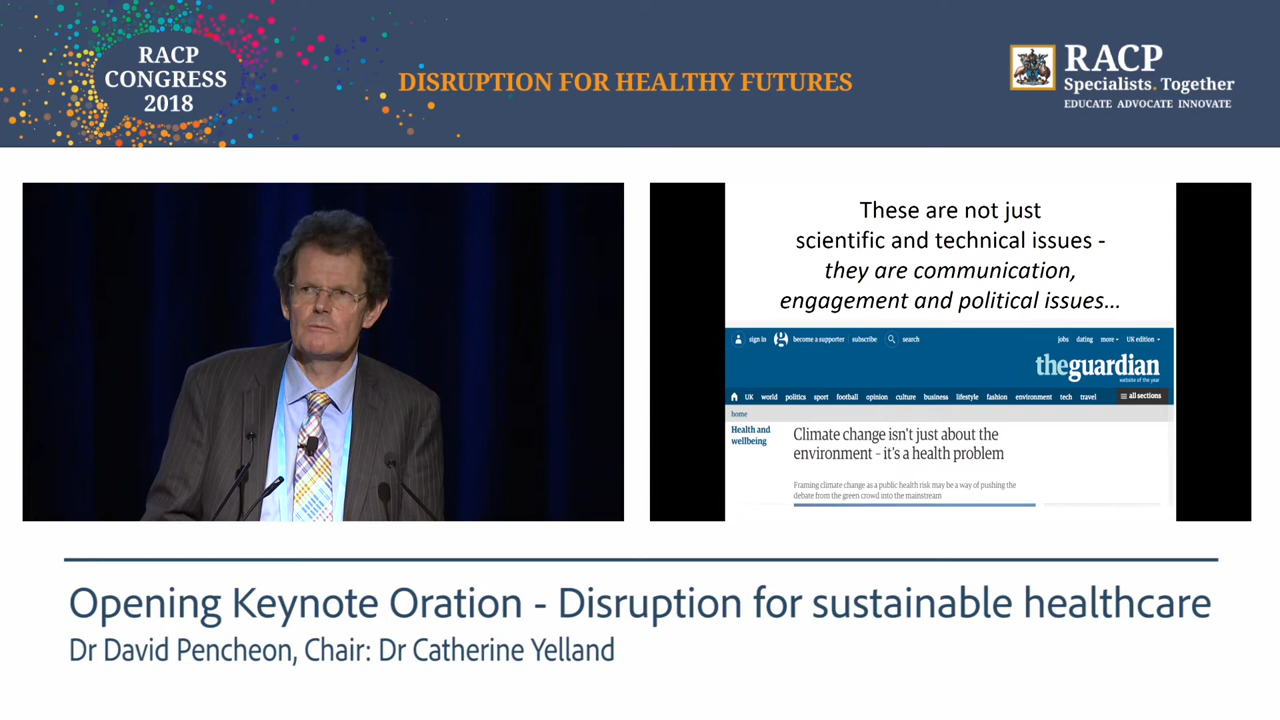 RACP
CONGRESS
2018
DISRUPTION FOR HEALTHY FUTURES
RACP
Specialists. Together
EDUCATE ADVOCATE INNOVATE
These are not just
scientific and technical issues -
they are communication,
engagement and political issues...
sign in become a supporter subscribe search jobs dating more UK edition
theguardian
website of the year
UK world politics sport football opinion culture business lifestyle fashion environment tech travel all sections
home
Health and
wellbeing
Climate change isn't just about the
environment - it's a health problem
Framing climate change as a public health risk may be a way of pushing the
debate from the green crowd into the mainstream
Opening Keynote Oration - Disruption for sustainable healthcare
Dr David Pencheon, Chair: Dr Catherine Yelland